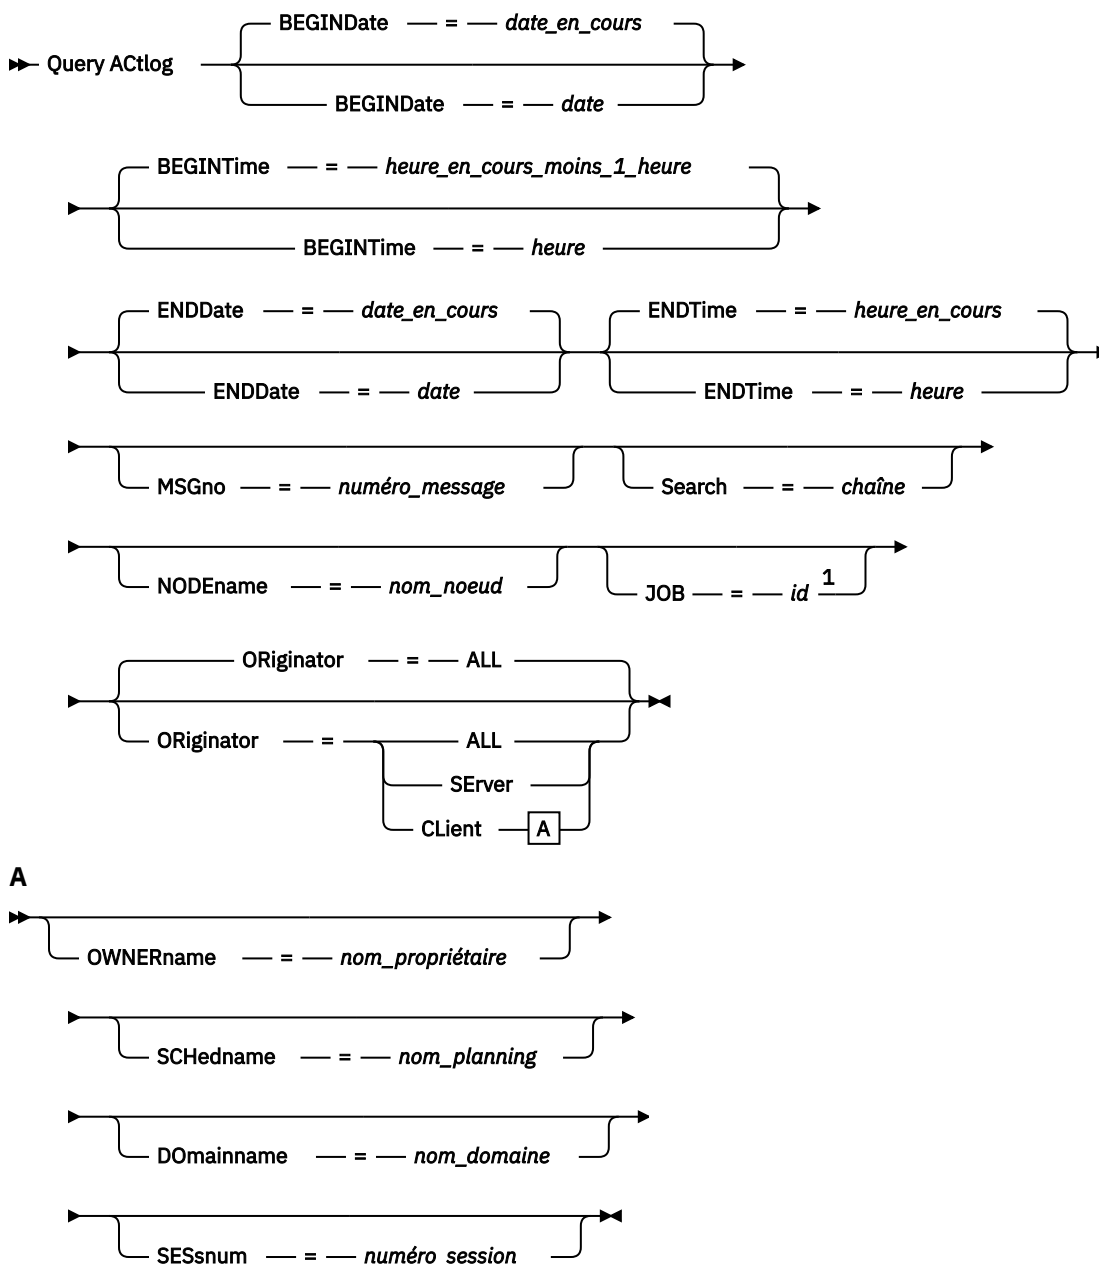 BEGINDate = date_en_cours
Query ACtlog
BEGINDate = date
BEGINTime = heure_en_cours_moins_1_heure
BEGINTime = heure
ENDDate = date_en_cours ENDTime = heure_en_cours
ENDDate = date ENDTime = heure
MSGno = numéro_message Search = chaîne
NODEname = nom_noeud JOB = id 1
ORiginator = ALL
ORiginator = ALL
SErver
CLient A
A
OWNERname = nom_propriétaire
SCHedname = nom_planning
DOmainname = nom_domaine
SESsnum = numéro_session